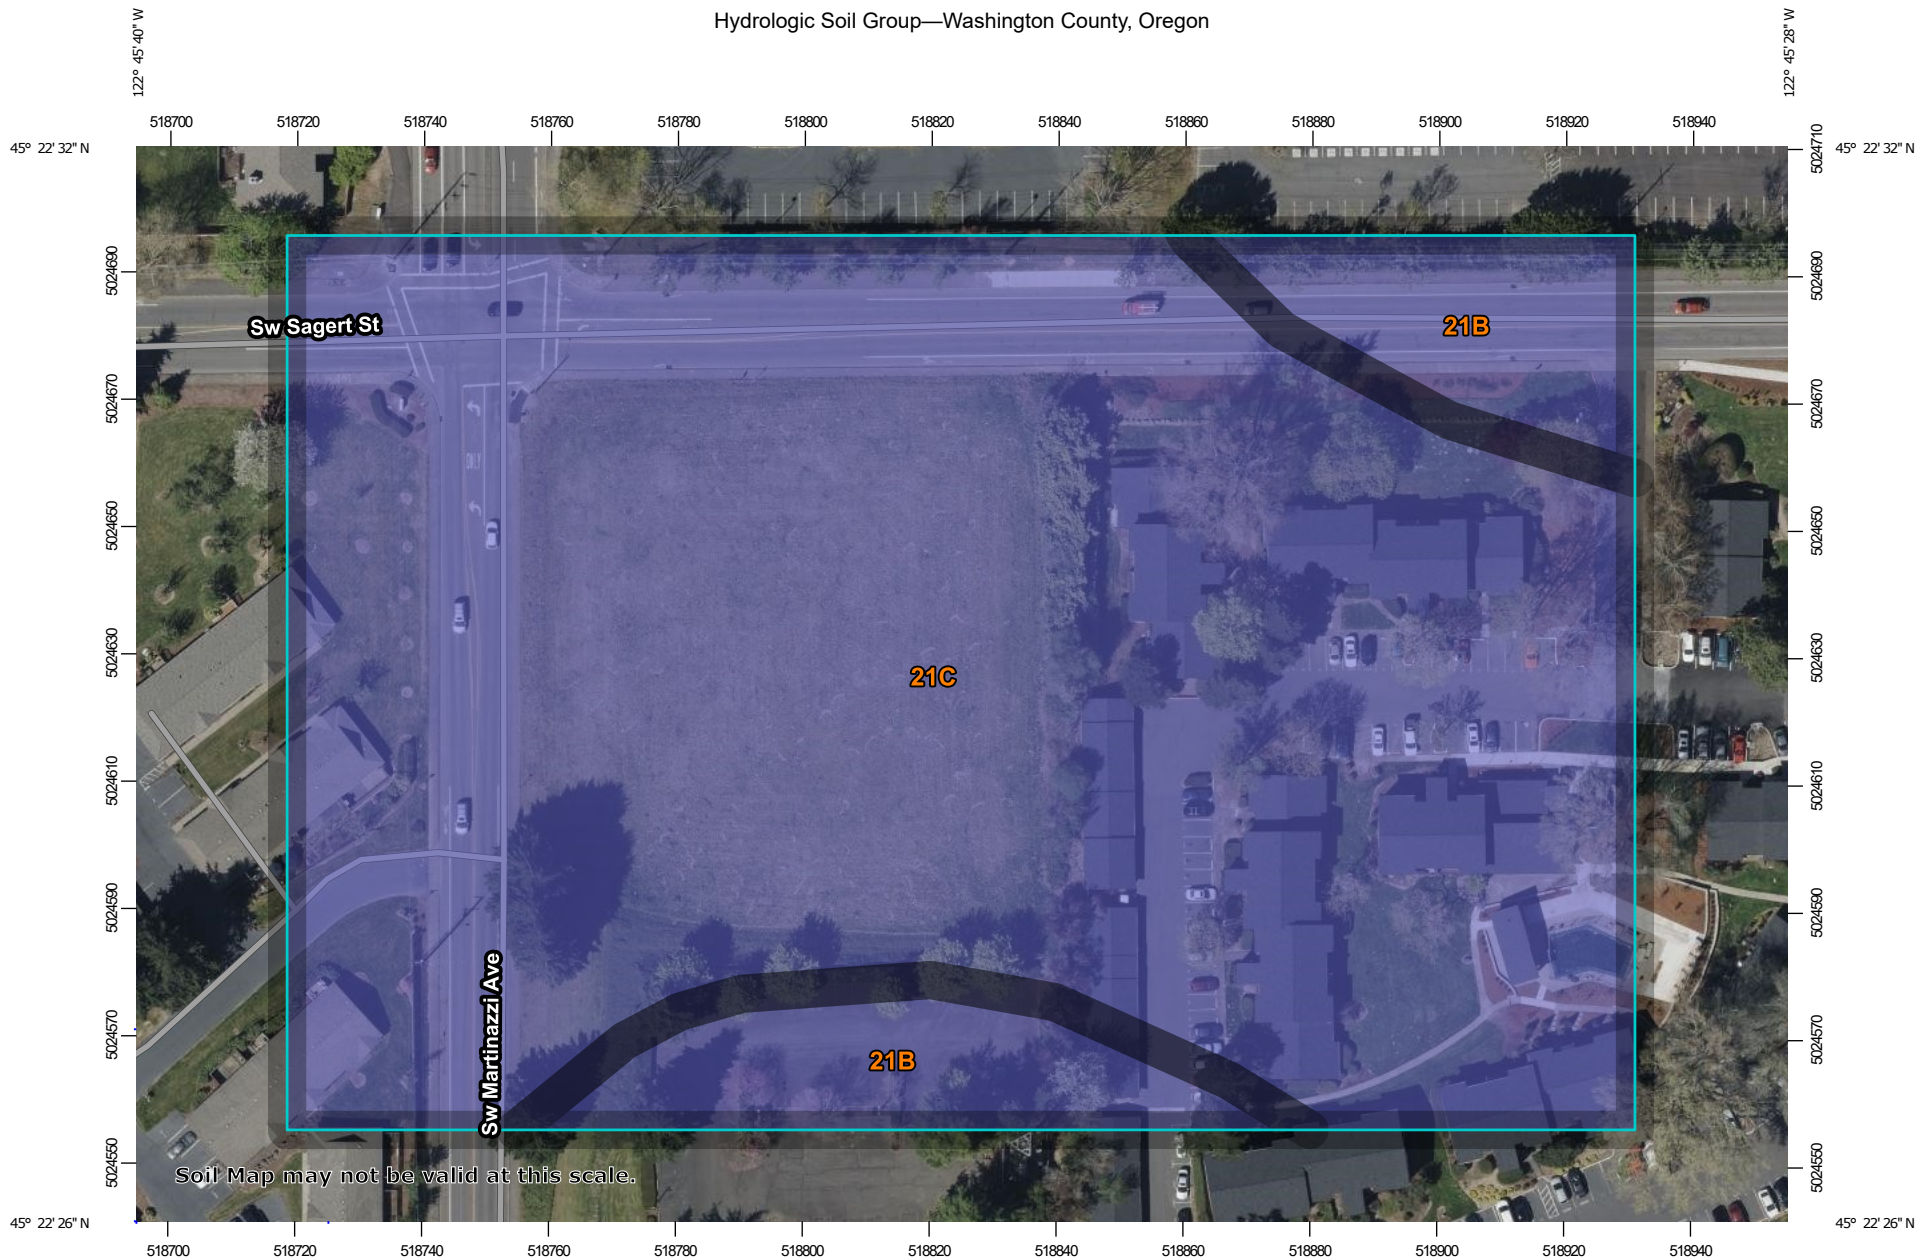 Hydrologic Soil Group—Washington County, Oregon
122° 45' 40" W
122° 45' 28" W
518700 518720 518740 518760 518780 518800 518820 518840 518860 518880 518900 518920 518940
45° 22' 32" N
45° 22' 32" N
5024710
5024690
5024690
Sw Sagert St
21B
5024670
5024670
5024650
5024650
5024630
5024630
21C
5024610
5024610
5024590
5024590
Sw Martinazzi Ave
5024570
5024570
21B
5024550
5024550
Soil Map may not be valid at this scale.
45° 22' 26" N
45° 22' 26" N
518700 518720 518740 518760 518780 518800 518820 518840 518860 518880 518900 518920 518940